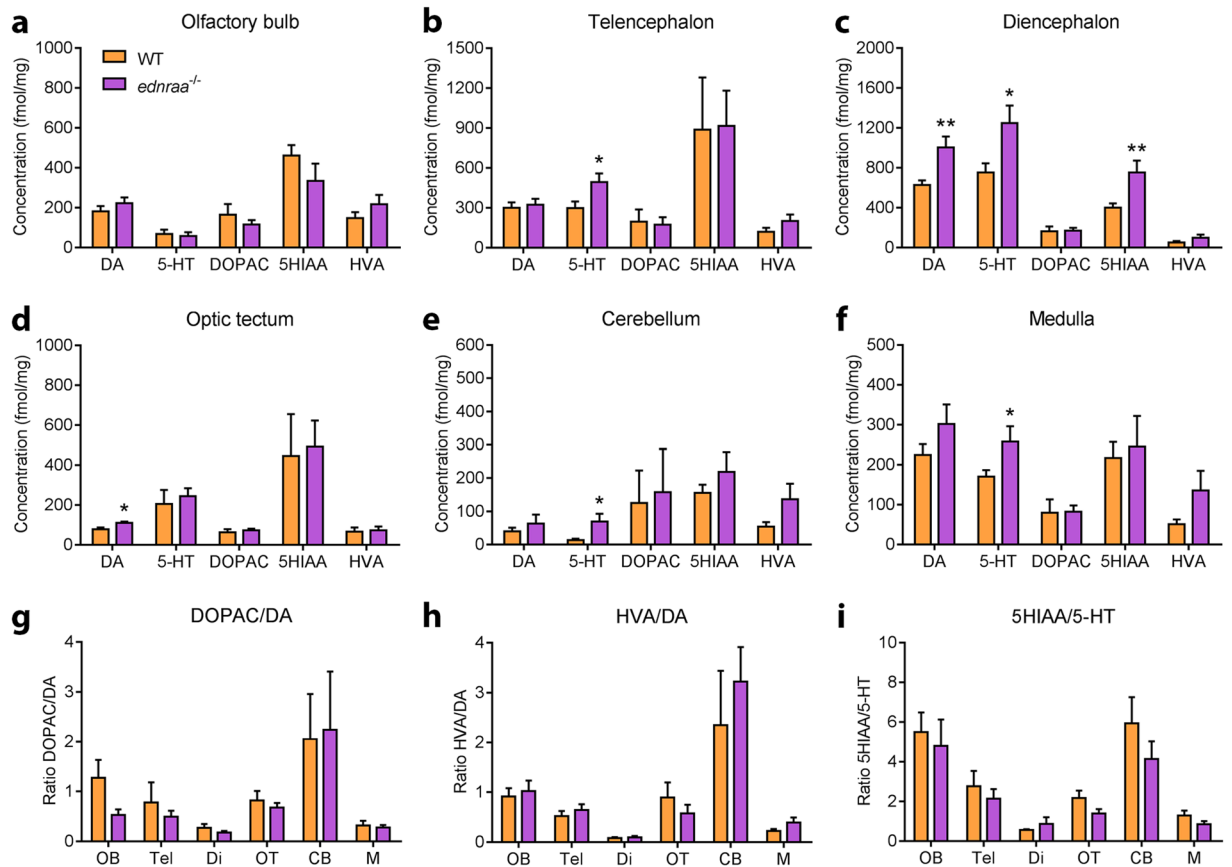 a Olfactory bulb
Concentration (fmol/mg)
1000
800
600
400
200
0
WT
ednraa-/-
DA 5-HT DOPAC 5HIAA HVA
b Telencephalon
Concentration (fmol/mg)
1500
1200
900
600
300
0
*
DA 5-HT DOPAC 5HIAA HVA
c Diencephalon
Concentration (fmol/mg)
2000
1600
1200
800
400
0
** * **
DA 5-HT DOPAC 5HIAA HVA
d Optic tectum
Concentration (fmol/mg)
1000
800
600
400
200
0
*
DA 5-HT DOPAC 5HIAA HVA
e Cerebellum
Concentration (fmol/mg)
600
500
400
300
200
100
0
*
DA 5-HT DOPAC 5HIAA HVA
f Medulla
Concentration (fmol/mg)
500
400
300
200
100
0
*
DA 5-HT DOPAC 5HIAA HVA
g DOPAC/DA
Ratio DOPAC/DA
4
3
2
1
0
OB Tel Di OT CB M
h HVA/DA
Ratio HVA/DA
4
3
2
1
0
OB Tel Di OT CB M
i 5HIAA/5-HT
Ratio 5HIAA/5-HT
10
8
6
4
2
0
OB Tel Di OT CB M